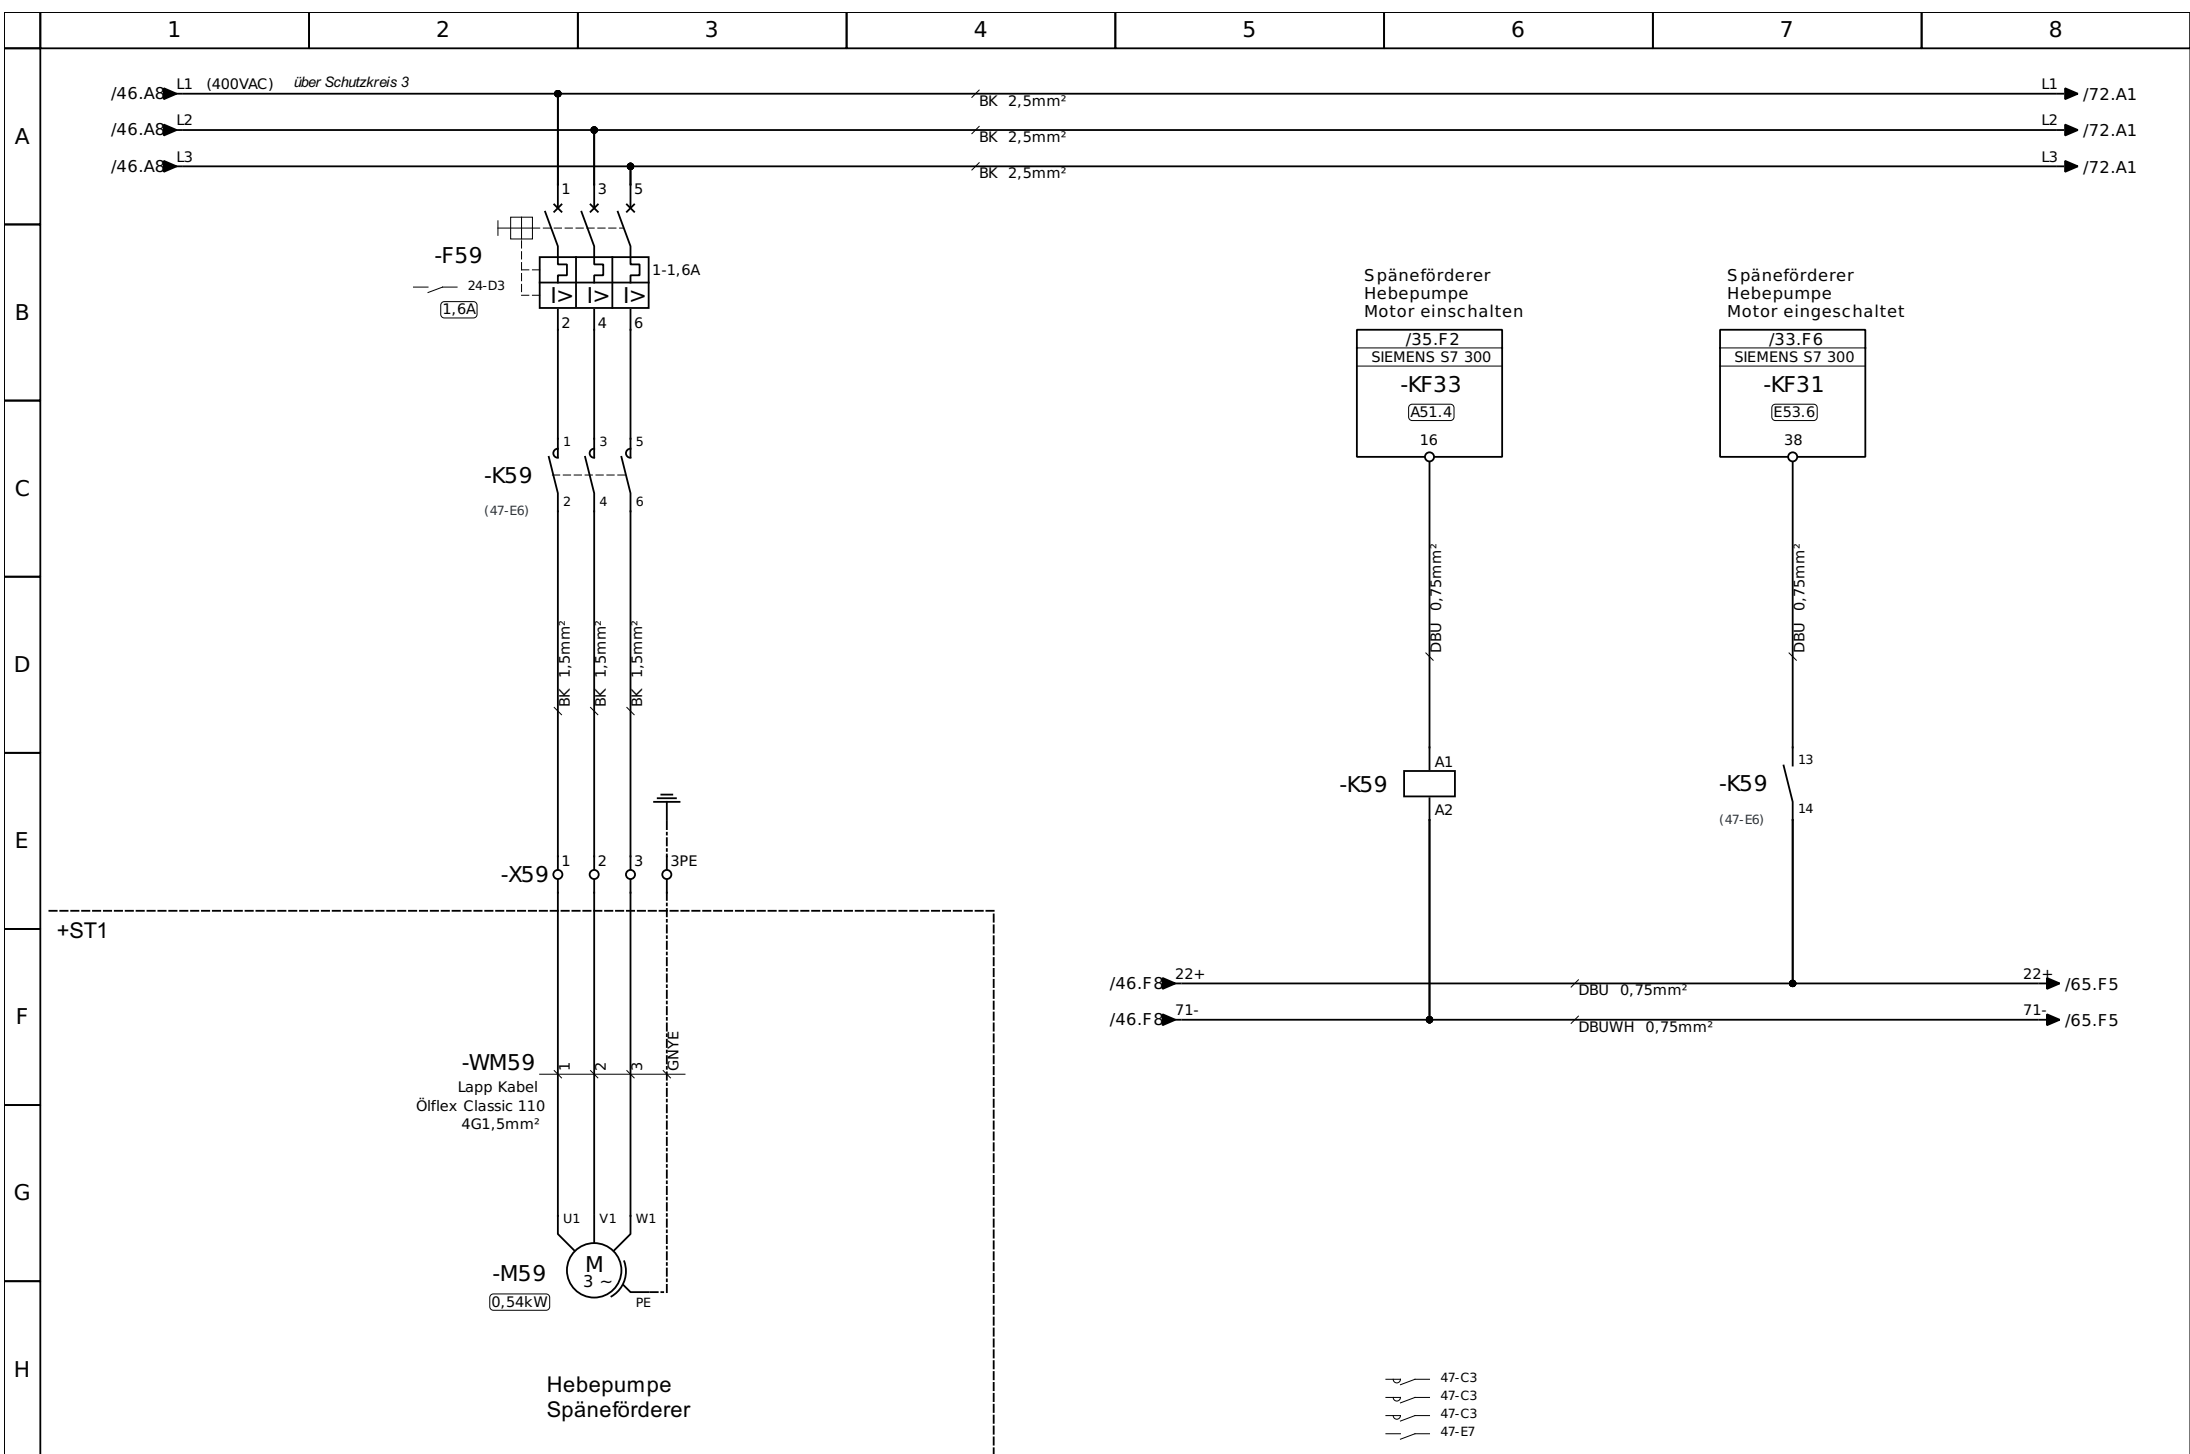 1 2 3 4 5 6 7 8
A
B
C
D
E
F
G
H
/46.A8 L1 (400VAC) über Schutzkreis 3
BK 2,5mm²
L1 /72.A1
/46.A8 L2
BK 2,5mm²
L2 /72.A1
/46.A8 L3
BK 2,5mm²
L3 /72.A1
1 3 5
-F59
1-1,6A
24-D3
1,6A
I> I> I>
2 4 6
1 3 5
-K59
(47-E6)
2 4 6
BK 1,5mm²
BK 1,5mm²
BK 1,5mm²
-X59
1 2 3 3PE
+ST1
-WM59
Lapp Kabel
Ölflex Classic 110
4G1,5mm²
1 2 3 GNYE
U1 V1 W1
-M59
0,54kW
M
3 ~
PE
Hebepumpe
Späneförderer
Späneförderer
Hebepumpe
Motor einschalten
/35.F2
SIEMENS S7 300
-KF33
A51.4
16
DBU 0,75mm²
-K59
A1
A2
Späneförderer
Hebepumpe
Motor eingeschaltet
/33.F6
SIEMENS S7 300
-KF31
E53.6
38
DBU 0,75mm²
-K59
(47-E6)
13
14
/46.F8 22+
DBU 0,75mm²
22+ /65.F5
/46.F8 71-
DBUWH 0,75mm²
71- /65.F5
47-C3
47-C3
47-C3
47-E7